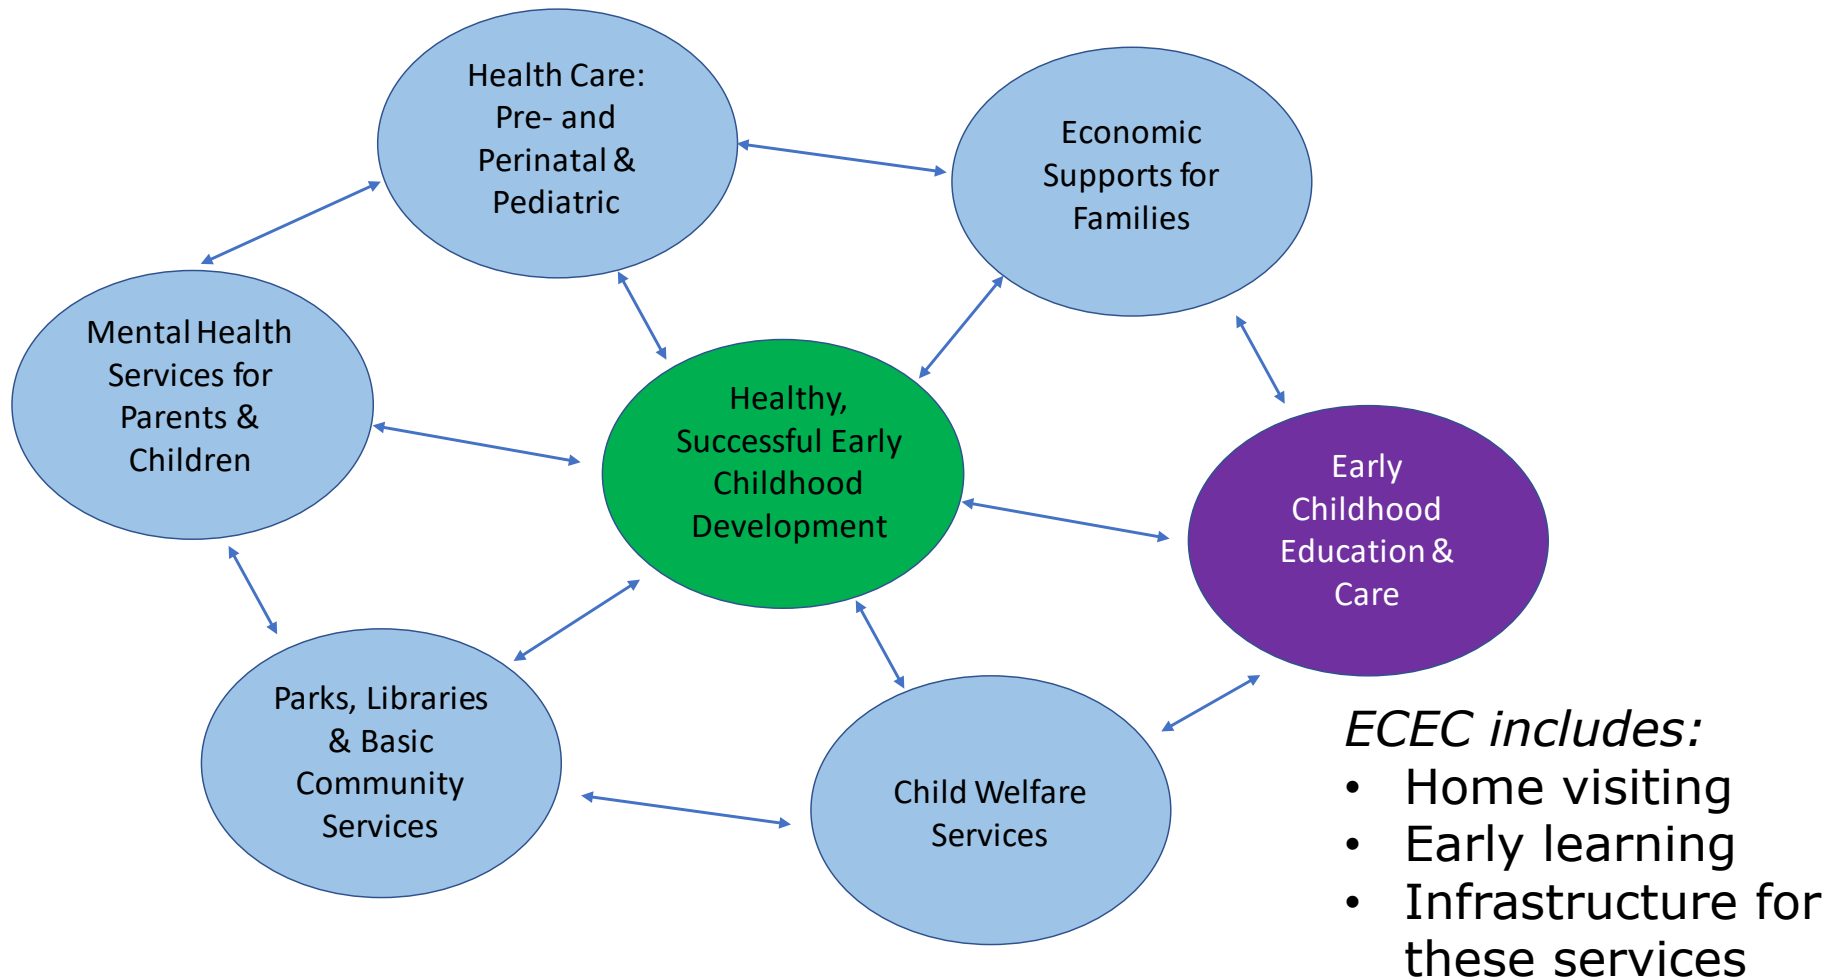 Health Care:
Pre- and
Perinatal &
Pediatric
Economic
Supports for
Families
Mental Health
Services for
Parents &
Children
Healthy,
Successful Early
Childhood
Development
Early
Childhood
Education &
Care
Parks, Libraries
& Basic
Community
Services
Child Welfare
Services
ECEC includes:
• Home visiting
• Early learning
• Infrastructure for
these services